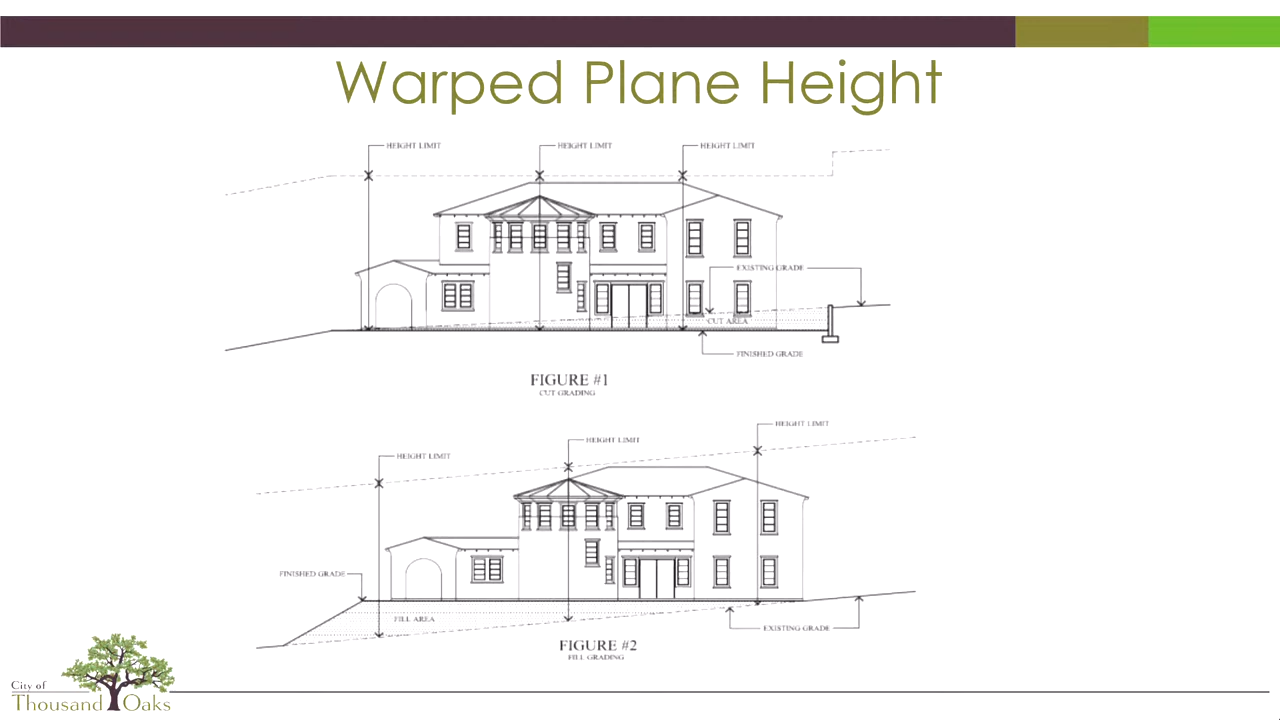 Warped Plane Height
HEIGHT LIMIT
HEIGHT LIMIT
HEIGHT LIMIT
EXISTING GRADE
CUT AREA
FINISHED GRADE
FIGURE #1
CUT GRADING
HEIGHT LIMIT
HEIGHT LIMIT
HEIGHT LIMIT
FINISHED GRADE
FILL AREA
EXISTING GRADE
FIGURE #2
FILL GRADING
City of
Thousand Oaks